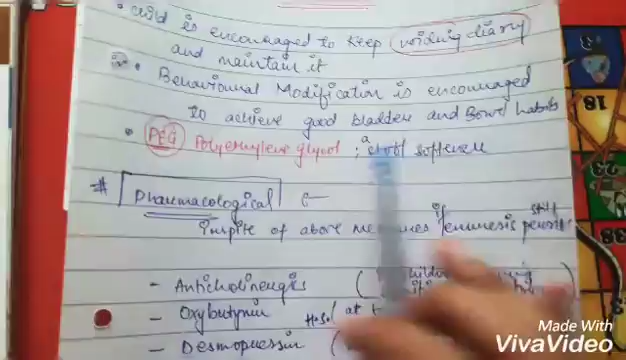 • Child is encouraged to keep voiding diary
and maintain it
• Behavioural Modification is encouraged
to achieve good bladder and Bowel habits
• PEG Polyethylene glycol ; a stool softener
# Pharmacological
Inspite of above measures if enuresis still persist
- Anticholinergics (
- Oxybutynin
- Desmopressin (
18
Made With
VivaVideo